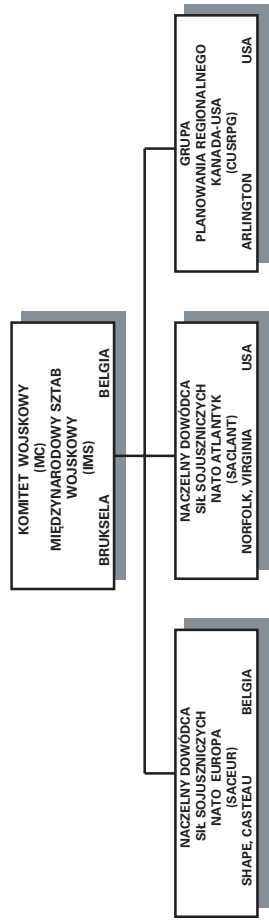 KOMITET WOJSKOWY
(MC)
MIĘDZYNARODOWY SZTAB
WOJSKOWY
(IMS)
BRUKSELA BELGIA
NACZELNY DOWÓDCA
SIŁ SOJUSZNICZYCH
NATO EUROPA
(SACEUR)
SHAPE, CASTEAU BELGIA
NACZELNY DOWÓDCA
SIŁ SOJUSZNICZYCH
NATO ATLANTYK
(SACLANT)
NORFOLK, VIRGINIA USA
GRUPA
PLANOWANIA REGIONALNEGO
KANADA-USA
(CUSRPG)
ARLINGTON USA